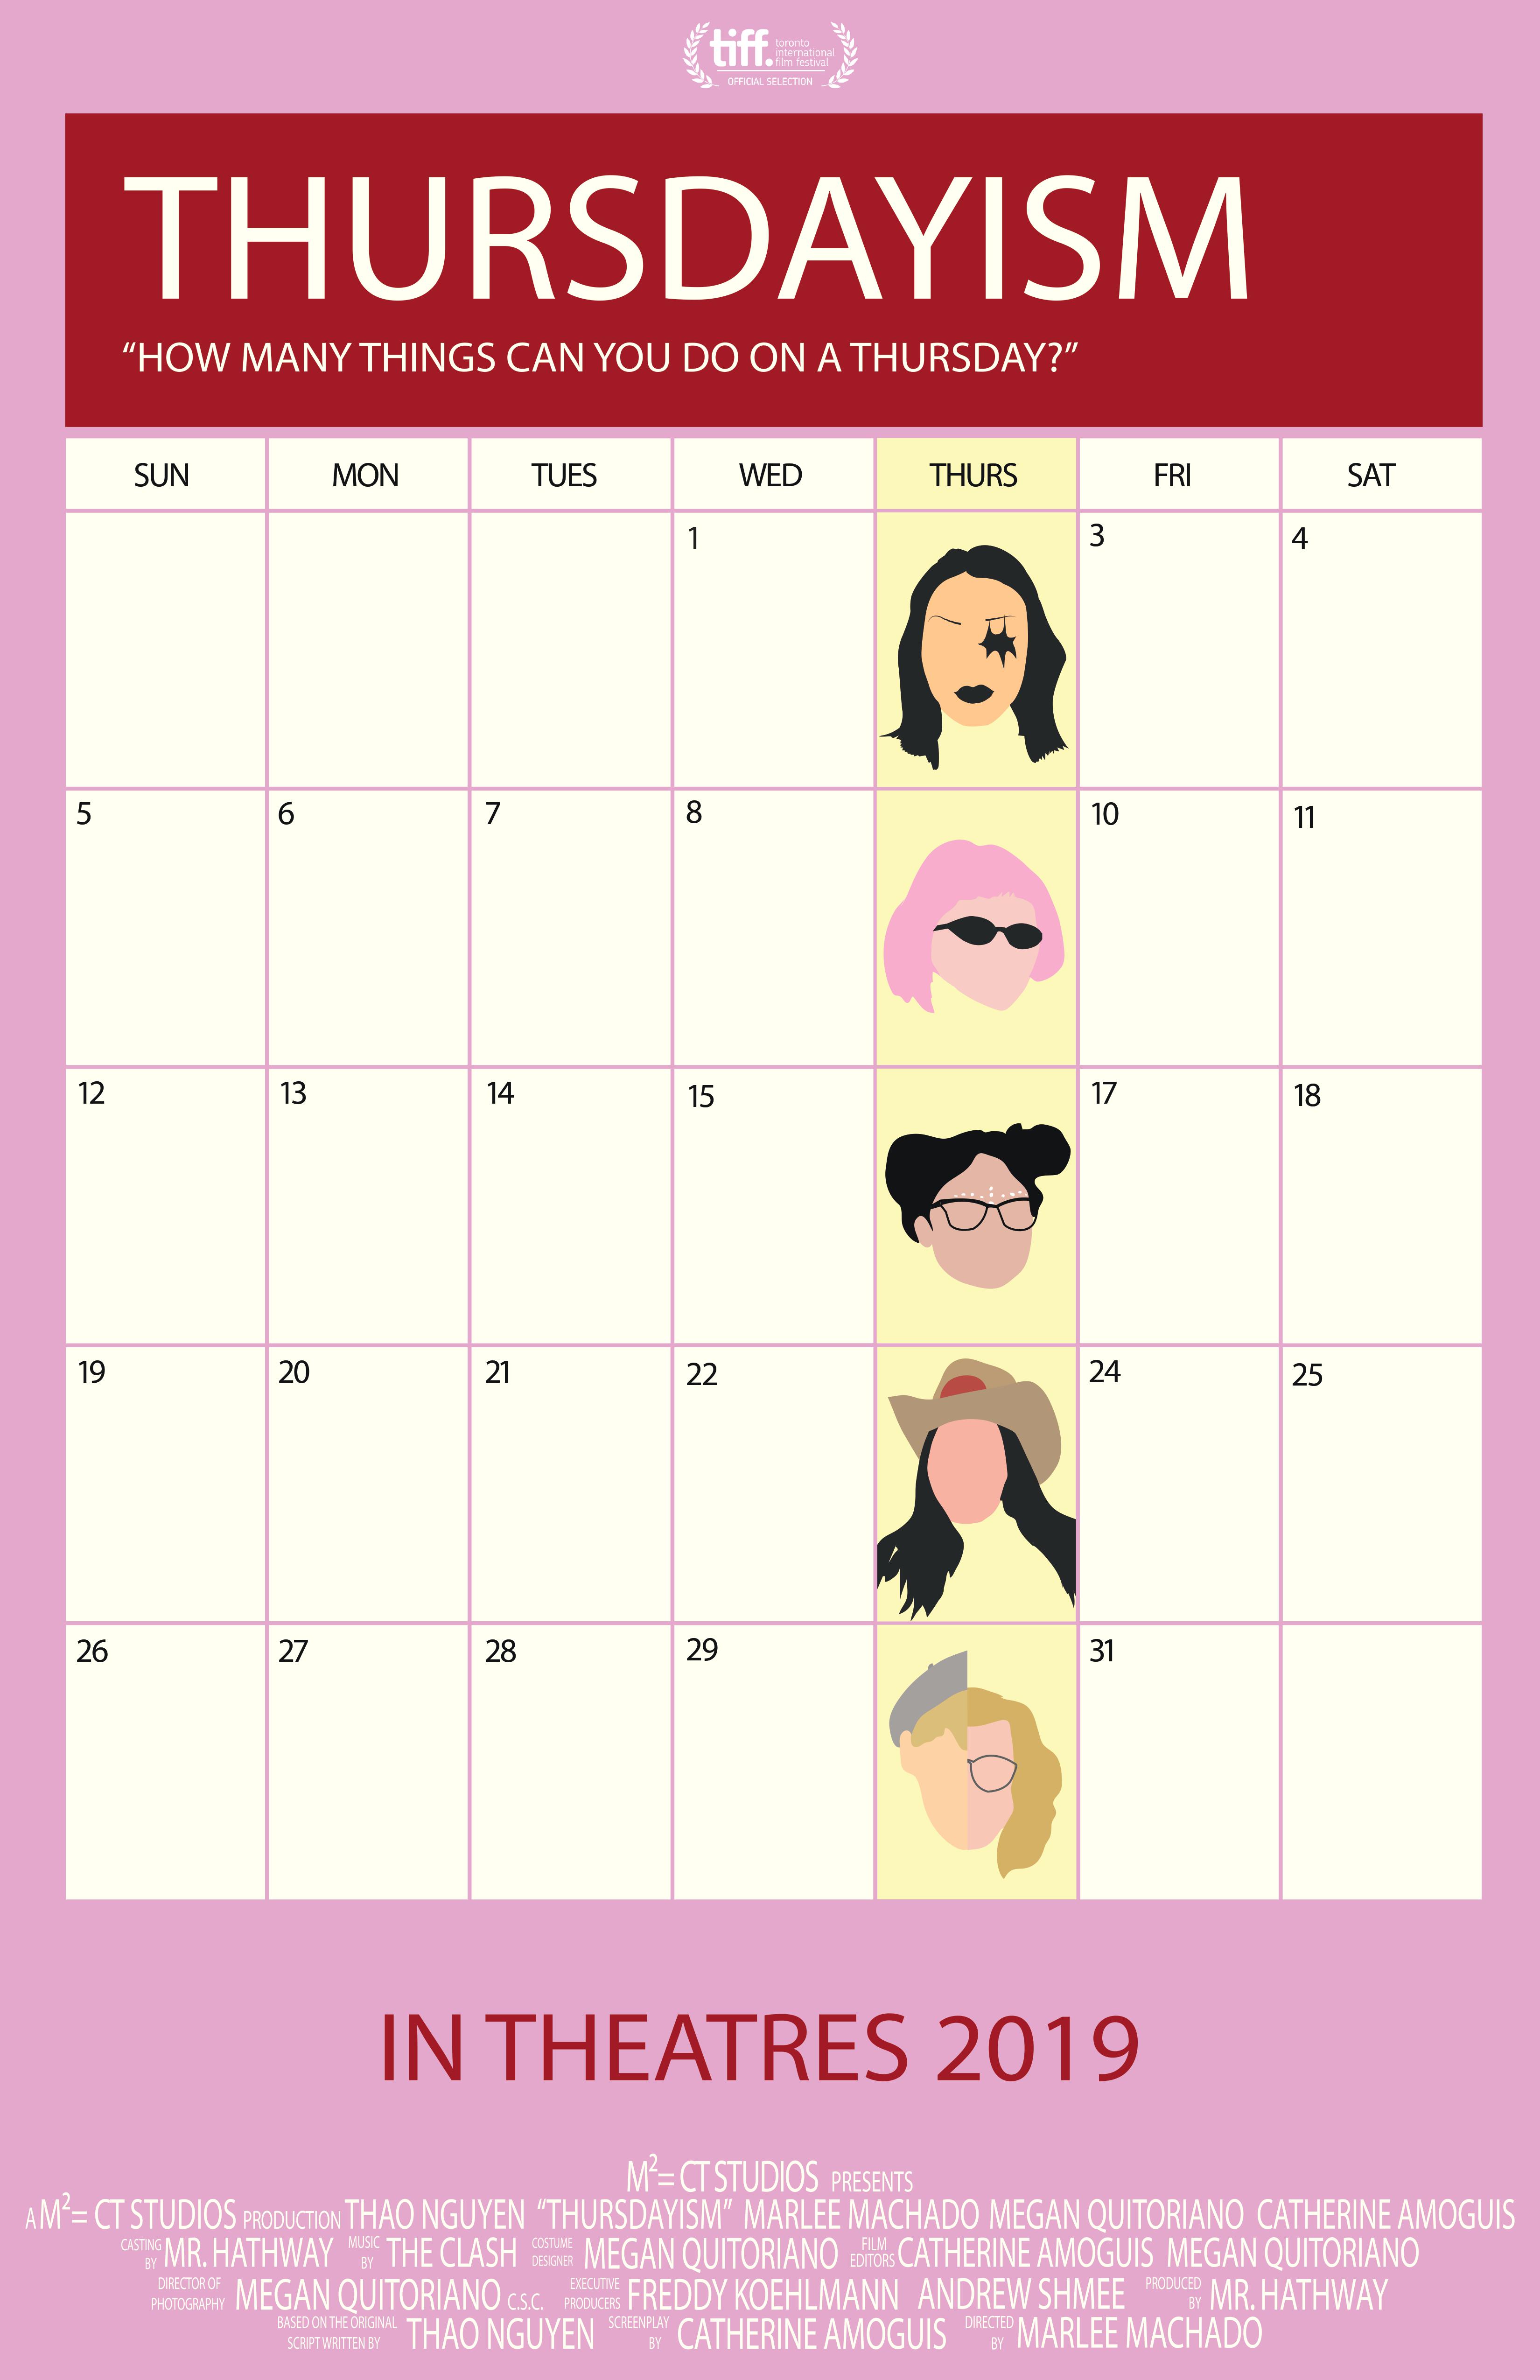 tiff. toronto
international
film festival
OFFICIAL SELECTION
THURSDAYISM
“HOW MANY THINGS CAN YOU DO ON A THURSDAY?”
SUN MON TUES WED THURS FRI SAT
1 3 4
5 6 7 8 10 11
12 13 14 15 17 18
19 20 21 22 24 25
26 27 28 29 31
IN THEATRES 2019
M²= CT STUDIOS PRESENTS
A M²= CT STUDIOS PRODUCTION THAO NGUYEN “THURSDAYISM” MARLEE MACHADO MEGAN QUITORIANO CATHERINE AMOGUIS
CASTING BY MR. HATHWAY MUSIC BY THE CLASH COSTUME DESIGNER MEGAN QUITORIANO FILM EDITORS CATHERINE AMOGUIS MEGAN QUITORIANO
DIRECTOR OF PHOTOGRAPHY MEGAN QUITORIANO C.S.C. EXECUTIVE PRODUCERS FREDDY KOEHLMANN ANDREW SHMEE PRODUCED BY MR. HATHWAY
BASED ON THE ORIGINAL SCRIPT WRITTEN BY THAO NGUYEN SCREENPLAY BY CATHERINE AMOGUIS DIRECTED BY MARLEE MACHADO